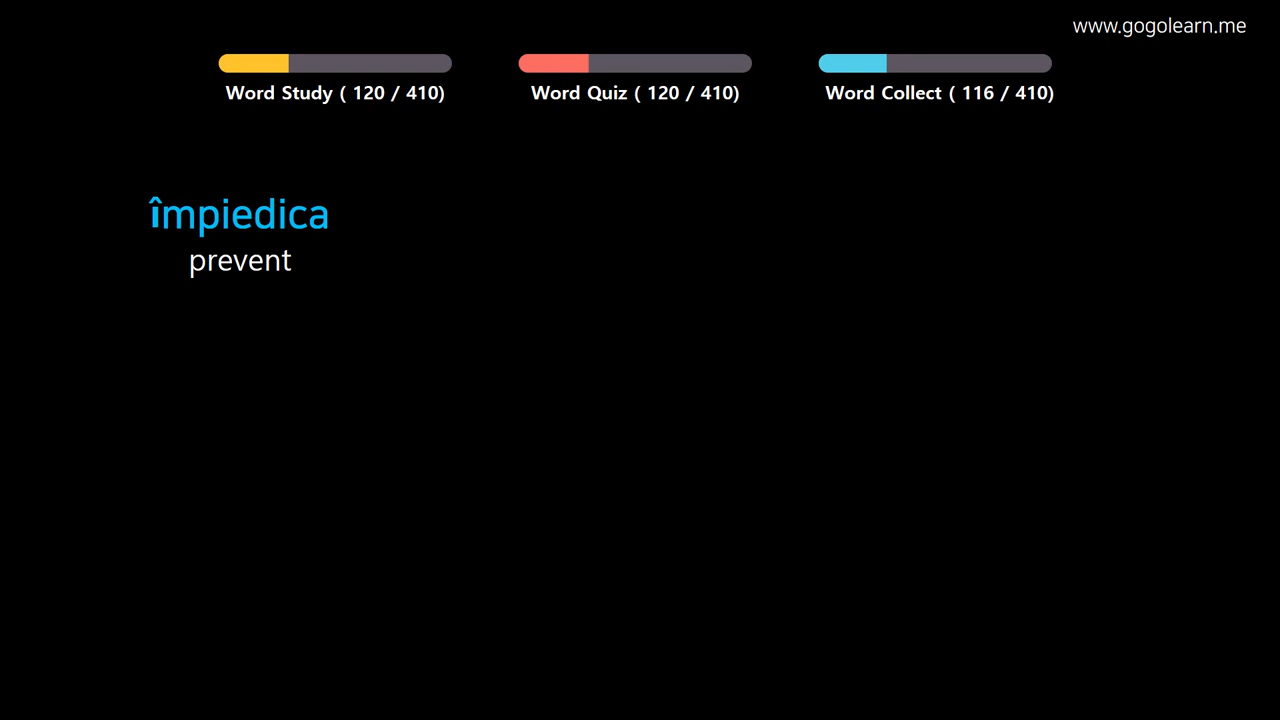 www.gogolearn.me
Word Study ( 120 / 410)
Word Quiz ( 120 / 410)
Word Collect ( 116 / 410)
împiedica
prevent